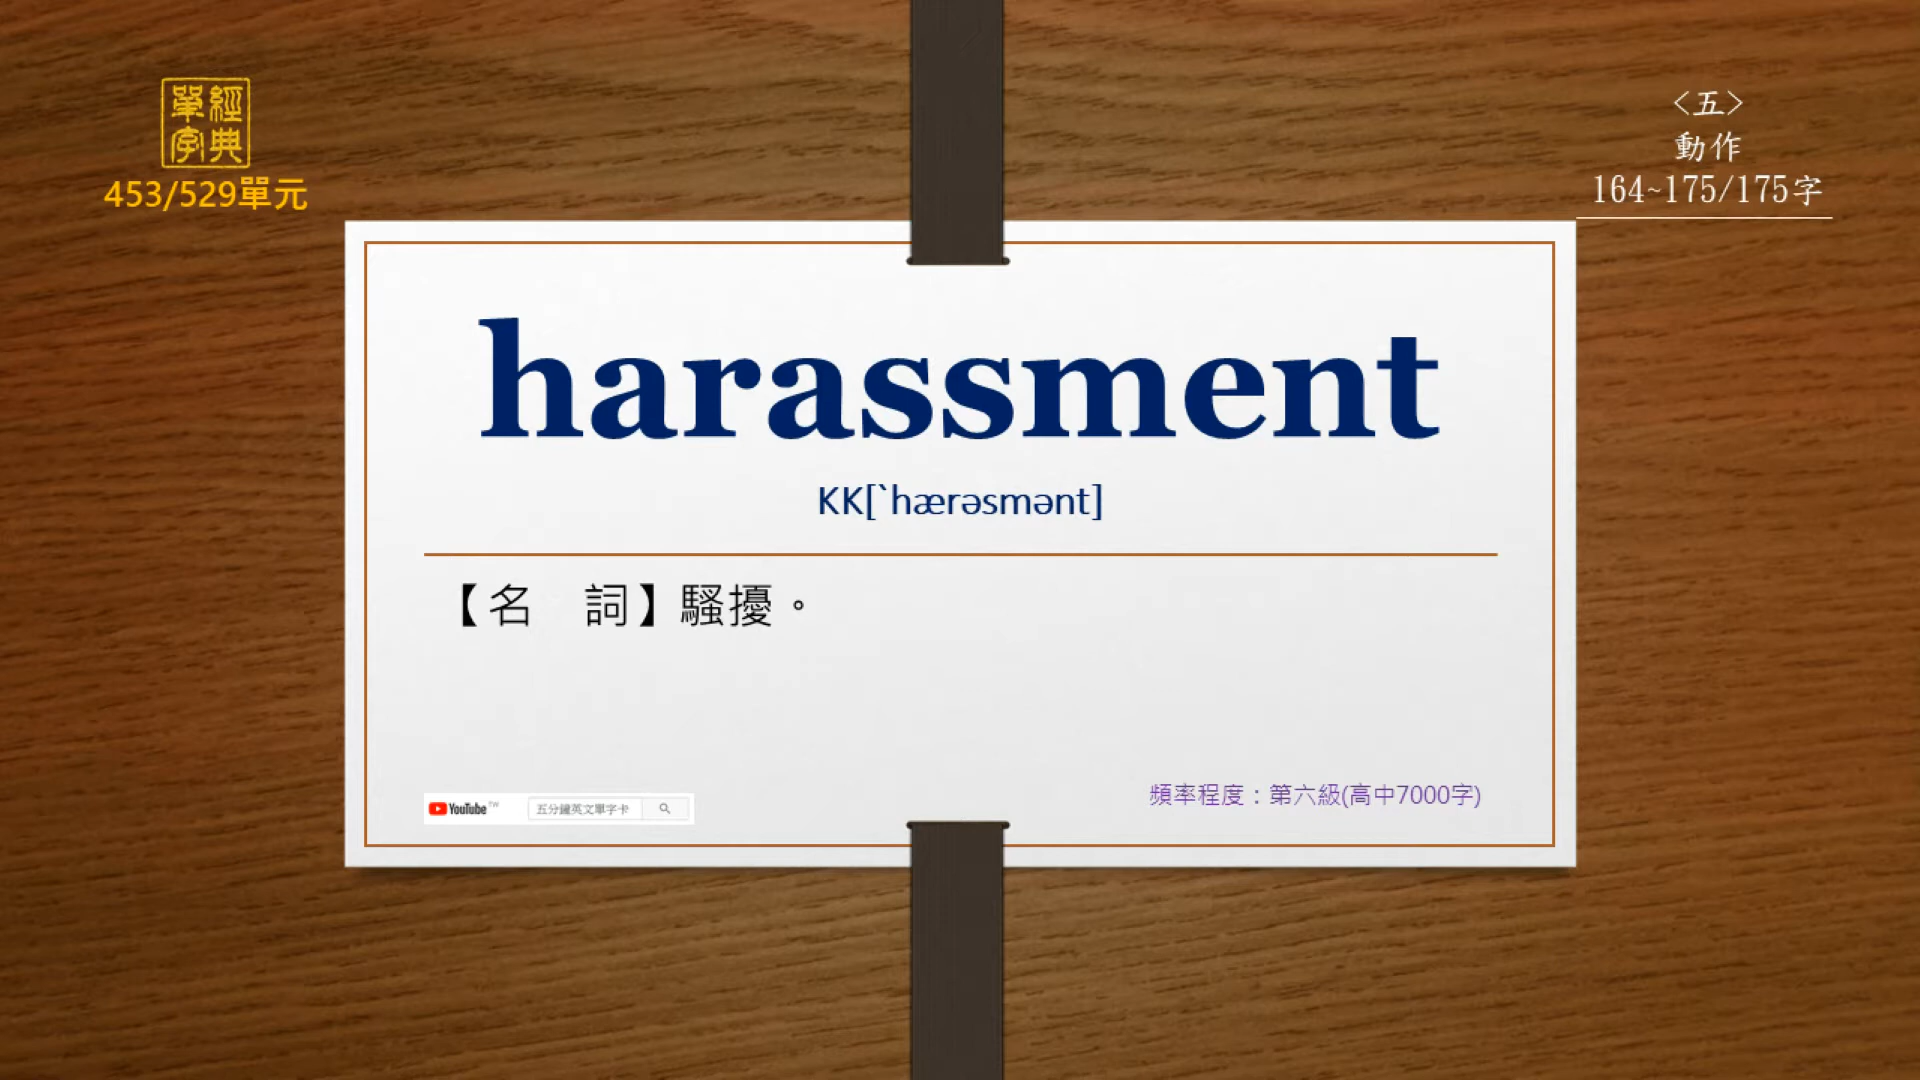 經典單字
453/529單元
<五>
動作
164~175/175字
harassment
KK[ˋhærəsmənt]
【名　詞】騷擾。
YouTube TW
五分鐘英文單字卡
頻率程度：第六級(高中7000字)